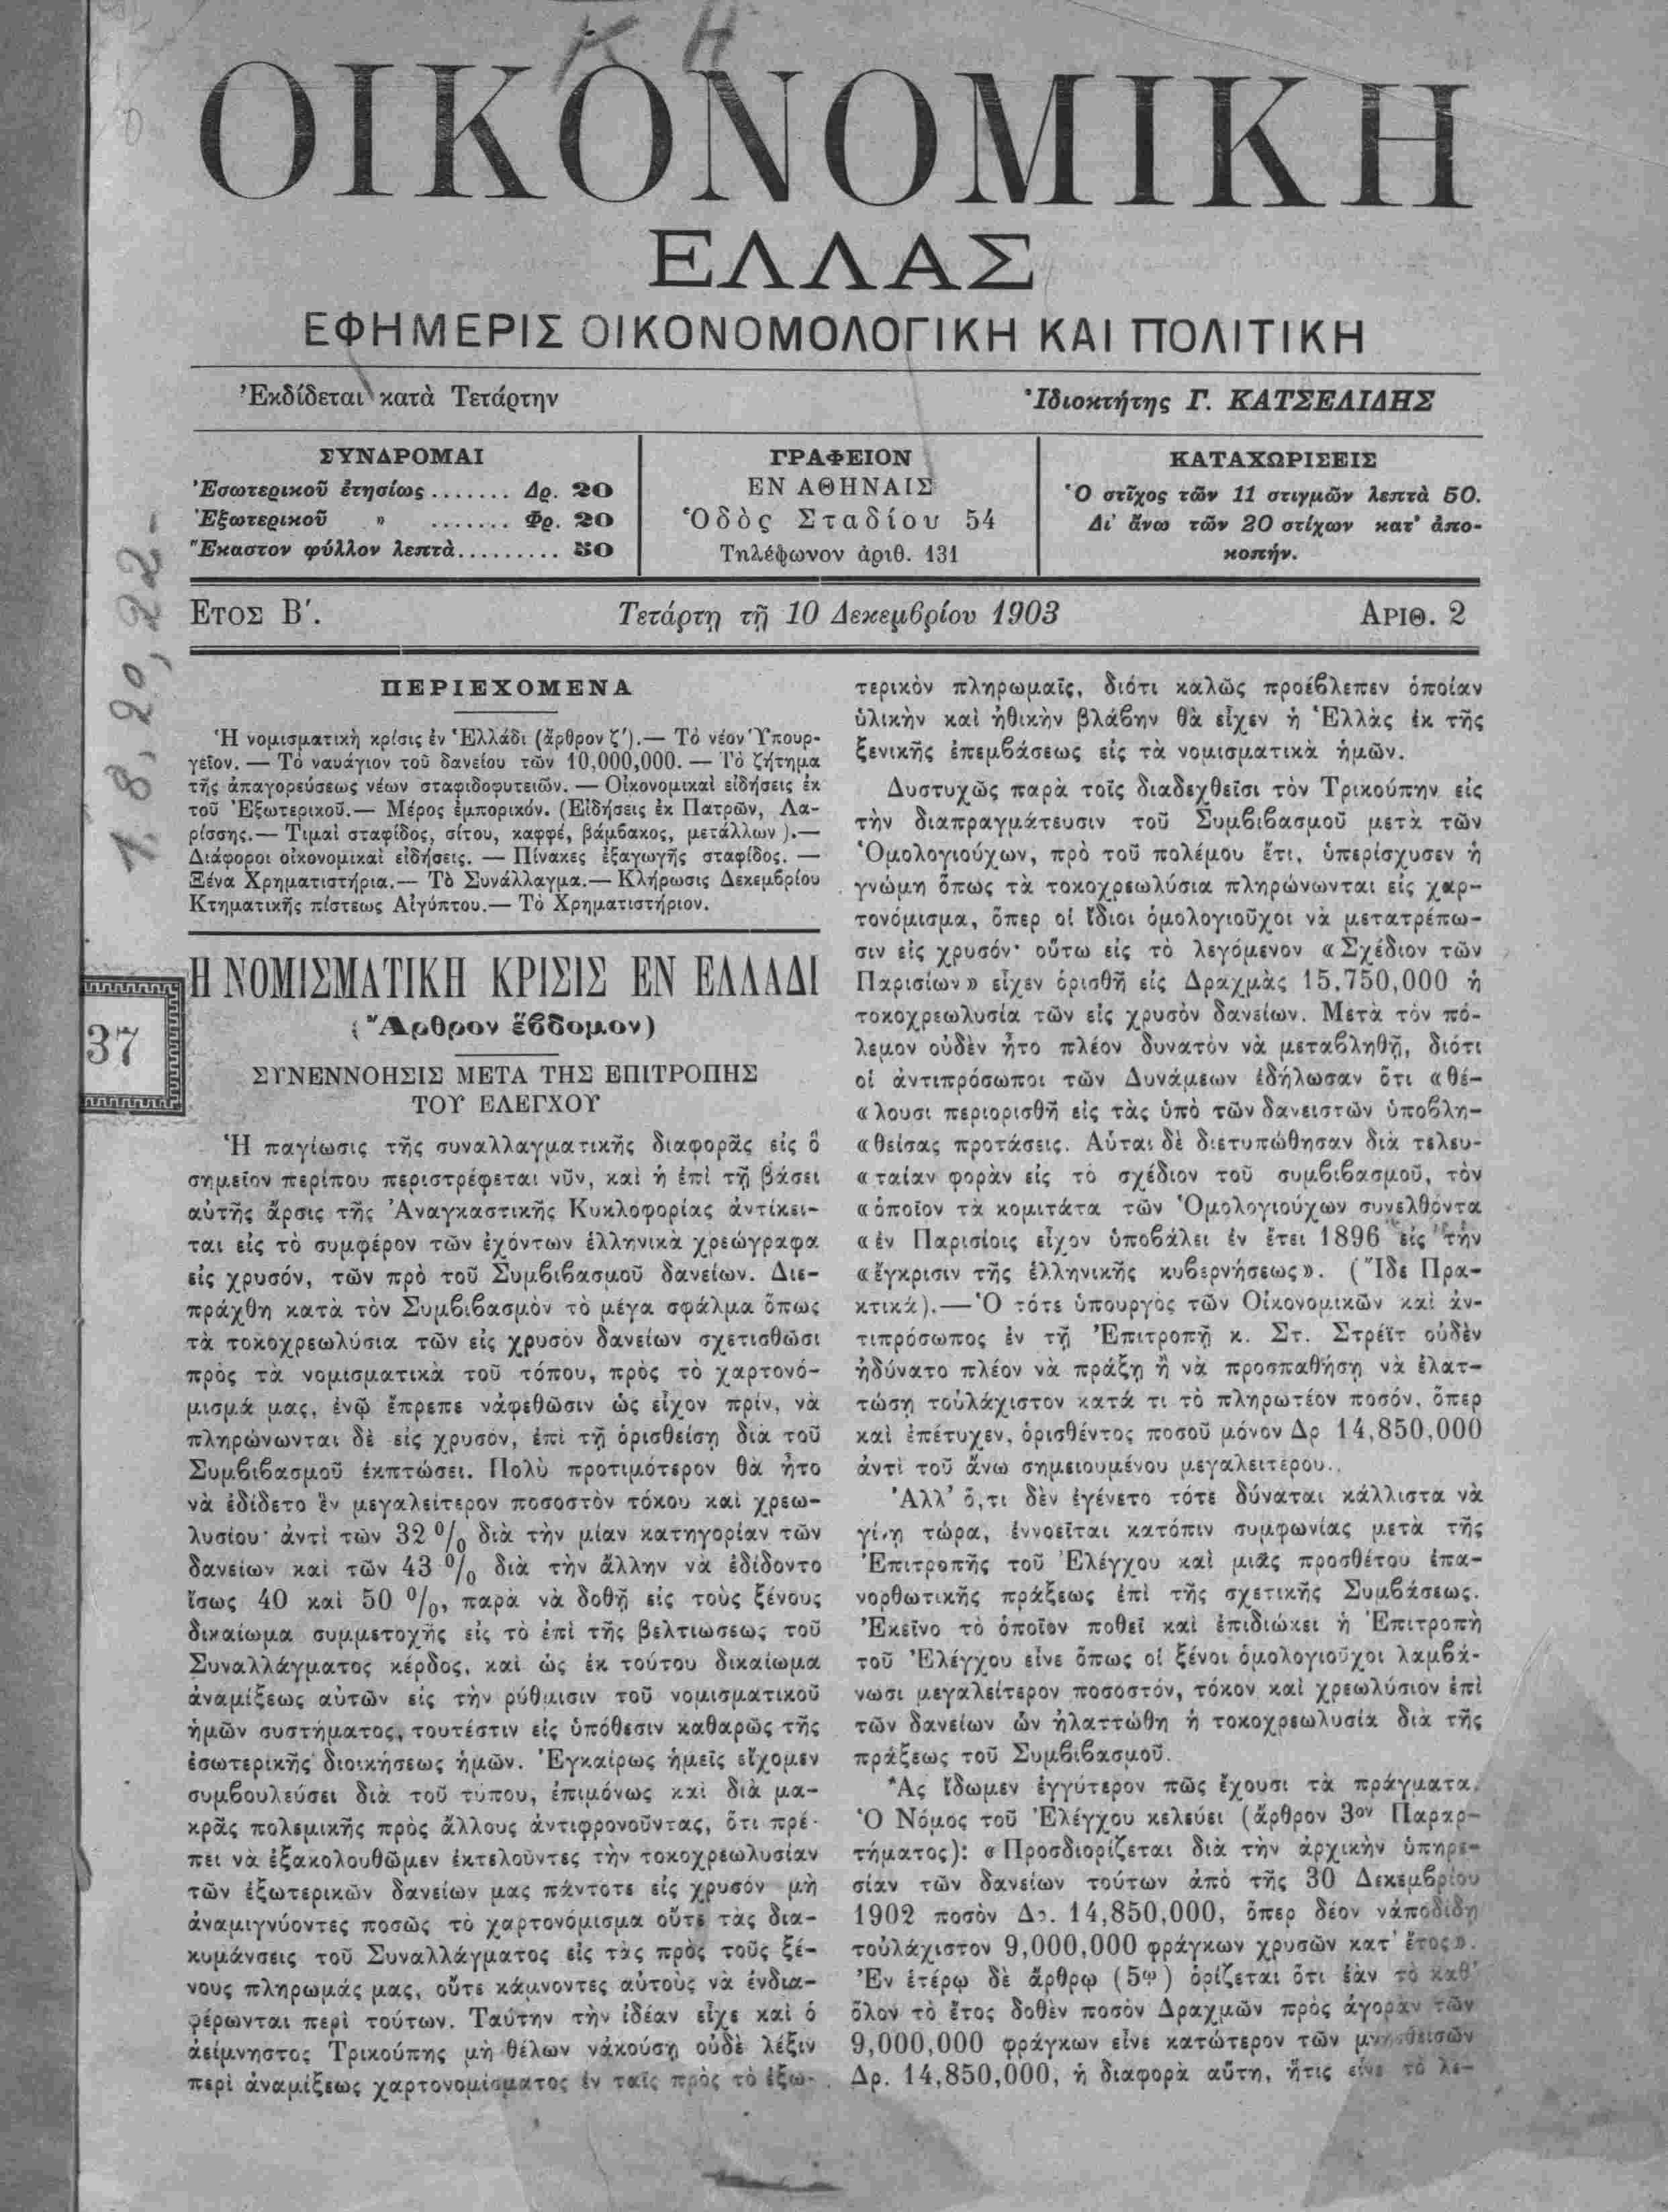 Κ Η
ΟΙΚΟΝΟΜΙΚΗ
ΕΛΛΑΣ
ΕΦΗΜΕΡΙΣ ΟΙΚΟΝΟΜΟΛΟΓΙΚΗ ΚΑΙ ΠΟΛΙΤΙΚΗ
Ἐκδίδεται κατὰ Τετάρτην
Ἰδιοκτήτης Γ. ΚΑΤΣΕΛΙΔΗΣ
ΣΥΝΔΡΟΜΑΙ
Ἐσωτερικοῦ ἐτησίως ....... Δρ. 20
Ἐξωτερικοῦ » ....... Φρ. 20
Ἕκαστον φύλλον λεπτὰ......... 50
ΓΡΑΦΕΙΟΝ
ΕΝ ΑΘΗΝΑΙΣ
Ὁδὸς Σταδίου 54
Τηλέφωνον ἀριθ. 131
ΚΑΤΑΧΩΡΙΣΕΙΣ
Ὁ στῖχος τῶν 11 στιγμῶν λεπτὰ 50.
Δι' ἄνω τῶν 20 στίχων κατ' ἀπο-
κοπήν.
ΕΤΟΣ Β'.
Τετάρτη τῇ 10 Δεκεμβρίου 1903
ΑΡΙΘ. 2
1. 8, 20, 22 -
37
ΠΕΡΙΕΧΟΜΕΝΑ
Ἡ νομισματικὴ κρίσις ἐν Ἑλλάδι (ἄρθρον ζ').— Τὸ νέον Ὑπουρ-
γεῖον. — Τὸ ναυάγιον τοῦ δανείου τῶν 10,000,000. — Τὸ ζήτημα
τῆς ἀπαγορεύσεως νέων σταφιδοφυτειῶν. — Οἰκονομικαὶ εἰδήσεις ἐκ
τοῦ Ἐξωτερικοῦ.— Μέρος ἐμπορικόν. (Εἰδήσεις ἐκ Πατρῶν, Λα-
ρίσσης.— Τιμαὶ σταφίδος, σίτου, καφφέ, βάμβακος, μετάλλων ).—
Διάφοροι οἰκονομικαὶ εἰδήσεις. — Πίνακες ἐξαγωγῆς σταφίδος. —
Ξένα Χρηματιστήρια.— Τὸ Συνάλλαγμα.— Κλήρωσις Δεκεμβρίου
Κτηματικῆς πίστεως Αἰγύπτου.— Τὸ Χρηματιστήριον.
Η ΝΟΜΙΣΜΑΤΙΚΗ ΚΡΙΣΙΣ ΕΝ ΕΛΛΑΔΙ
(Ἄρθρον ἕβδομον)
ΣΥΝΕΝΝΟΗΣΙΣ ΜΕΤΑ ΤΗΣ ΕΠΙΤΡΟΠΗΣ
ΤΟΥ ΕΛΕΓΧΟΥ
Ἡ παγίωσις τῆς συναλλαγματικῆς διαφορᾶς εἰς ὃ
σημεῖον περίπου περιστρέφεται νῦν, καὶ ἡ ἐπὶ τῇ βάσει
αὐτῆς ἄρσις τῆς Ἀναγκαστικῆς Κυκλοφορίας ἀντίκει-
ται εἰς τὸ συμφέρον τῶν ἐχόντων ἑλληνικὰ χρεώγραφα
εἰς χρυσόν, τῶν πρὸ τοῦ Συμβιβασμοῦ δανείων. Διε-
πράχθη κατὰ τὸν Συμβιβασμὸν τὸ μέγα σφάλμα ὅπως
τὰ τοκοχρεωλύσια τῶν εἰς χρυσὸν δανείων σχετισθῶσι
πρὸς τὰ νομισματικὰ τοῦ τόπου, πρὸς τὸ χαρτονό-
μισμά μας, ἐνῷ ἔπρεπε νἀφεθῶσιν ὡς εἶχον πρίν, νὰ
πληρώνωνται δὲ εἰς χρυσόν, ἐπὶ τῇ ὁρισθείσῃ διὰ τοῦ
Συμβιβασμοῦ ἐκπτώσει. Πολὺ προτιμότερον θὰ ἦτο
νὰ ἐδίδετο ἓν μεγαλείτερον ποσοστὸν τόκου καὶ χρεω-
λυσίου· ἀντὶ τῶν 32 % διὰ τὴν μίαν κατηγορίαν τῶν
δανείων καὶ τῶν 43 % διὰ τὴν ἄλλην νὰ ἐδίδοντο
ἴσως 40 καὶ 50 %, παρὰ νὰ δοθῇ εἰς τοὺς ξένους
δικαίωμα συμμετοχῆς εἰς τὸ ἐπὶ τῆς βελτιώσεως τοῦ
Συναλλάγματος κέρδος, καὶ ὡς ἐκ τούτου δικαίωμα
ἀναμίξεως αὐτῶν εἰς τὴν ρύθμισιν τοῦ νομισματικοῦ
ἡμῶν συστήματος, τουτέστιν εἰς ὑπόθεσιν καθαρῶς τῆς
ἐσωτερικῆς διοικήσεως ἡμῶν. Ἐγκαίρως ἡμεῖς εἴχομεν
συμβουλεύσει διὰ τοῦ τύπου, ἐπιμόνως καὶ διὰ μα-
κρᾶς πολεμικῆς πρὸς ἄλλους ἀντιφρονοῦντας, ὅτι πρέ-
πει νὰ ἐξακολουθῶμεν ἐκτελοῦντες τὴν τοκοχρεωλυσίαν
τῶν ἐξωτερικῶν δανείων μας πάντοτε εἰς χρυσόν μὴ
ἀναμιγνύοντες ποσῶς τὸ χαρτονόμισμα οὔτε τὰς δια-
κυμάνσεις τοῦ Συναλλάγματος εἰς τὰς πρὸς τοὺς ξέ-
νους πληρωμάς μας, οὔτε κάμνοντες αὐτοὺς νὰ ἐνδια-
φέρωνται περὶ τούτων. Ταύτην τὴν ἰδέαν εἶχε καὶ ὁ
ἀείμνηστος Τρικούπης μὴ θέλων νἀκούσῃ οὐδὲ λέξιν
περὶ ἀναμίξεως χαρτονομίσματος ἐν ταῖς πρὸς τὸ ἐξω-
τερικὸν πληρωμαῖς, διότι καλῶς προέβλεπεν ὁποίαν
ὑλικὴν καὶ ἠθικὴν βλάβην θὰ εἶχεν ἡ Ἑλλὰς ἐκ τῆς
ξενικῆς ἐπεμβάσεως εἰς τὰ νομισματικὰ ἡμῶν.
Δυστυχῶς παρὰ τοῖς διαδεχθεῖσι τὸν Τρικούπην εἰς
τὴν διαπραγμάτευσιν τοῦ Συμβιβασμοῦ μετὰ τῶν
Ὁμολογιούχων, πρὸ τοῦ πολέμου ἔτι, ὑπερίσχυσεν ἡ
γνώμη ὅπως τὰ τοκοχρεωλύσια πληρώνωνται εἰς χαρ-
τονόμισμα, ὅπερ οἱ ἴδιοι ὁμολογιοῦχοι νὰ μετατρέπω-
σιν εἰς χρυσόν· οὕτω εἰς τὸ λεγόμενον «Σχέδιον τῶν
Παρισίων» εἶχεν ὁρισθῆ εἰς Δραχμὰς 15,750,000 ἡ
τοκοχρεωλυσία τῶν εἰς χρυσὸν δανείων. Μετὰ τὸν πό-
λεμον οὐδὲν ἦτο πλέον δυνατὸν νὰ μεταβληθῇ, διότι
οἱ ἀντιπρόσωποι τῶν Δυνάμεων ἐδήλωσαν ὅτι «θέ-
«λουσι περιορισθῆ εἰς τὰς ὑπὸ τῶν δανειστῶν ὑποβλη-
«θείσας προτάσεις. Αὗται δὲ διετυπώθησαν διὰ τελευ-
«ταίαν φορὰν εἰς τὸ σχέδιον τοῦ συμβιβασμοῦ, τὸν
«ὁποῖον τὰ κομιτάτα τῶν Ὁμολογιούχων συνελθόντα
«ἐν Παρισίοις εἶχον ὑποβάλει ἐν ἔτει 1896 εἰς τὴν
«ἔγκρισιν τῆς ἑλληνικῆς κυβερνήσεως». (Ἴδε Πρα-
κτικά).—Ὁ τότε ὑπουργὸς τῶν Οἰκονομικῶν καὶ ἀν-
τιπρόσωπος ἐν τῇ Ἐπιτροπῇ κ. Στ. Στρέϊτ οὐδὲν
ἠδύνατο πλέον νὰ πράξῃ ἢ νὰ προσπαθήσῃ νὰ ἐλατ-
τώσῃ τοὐλάχιστον κατά τι τὸ πληρωτέον ποσόν, ὅπερ
καὶ ἐπέτυχεν, ὁρισθέντος ποσοῦ μόνον Δρ 14,850,000
ἀντὶ τοῦ ἄνω σημειουμένου μεγαλειτέρου.
Ἀλλ' ὅ,τι δὲν ἐγένετο τότε δύναται κάλλιστα νὰ
γίνῃ τώρα, ἐννοεῖται κατόπιν συμφωνίας μετὰ τῆς
Ἐπιτροπῆς τοῦ Ἐλέγχου καὶ μιᾶς προσθέτου ἐπα-
νορθωτικῆς πράξεως ἐπὶ τῆς σχετικῆς Συμβάσεως.
Ἐκεῖνο τὸ ὁποῖον ποθεῖ καὶ ἐπιδιώκει ἡ Ἐπιτροπὴ
τοῦ Ἐλέγχου εἶνε ὅπως οἱ ξένοι ὁμολογιοῦχοι λαμβά-
νωσι μεγαλείτερον ποσοστόν, τόκον καὶ χρεωλύσιον ἐπὶ
τῶν δανείων ὧν ἠλαττώθη ἡ τοκοχρεωλυσία διὰ τῆς
πράξεως τοῦ Συμβιβασμοῦ.
Ἂς ἴδωμεν ἐγγύτερον πῶς ἔχουσι τὰ πράγματα.
Ὁ Νόμος τοῦ Ἐλέγχου κελεύει (ἄρθρον 3ον Παραρ-
τήματος): «Προσδιορίζεται διὰ τὴν ἀρχικὴν ὑπηρε-
σίαν τῶν δανείων τούτων ἀπὸ τῆς 30 Δεκεμβρίου
1902 ποσὸν Δρ. 14,850,000, ὅπερ δέον νἀποδίδῃ
τοὐλάχιστον 9,000,000 φράγκων χρυσῶν κατ' ἔτος».
Ἐν ἑτέρῳ δὲ ἄρθρῳ (5ῳ) ὁρίζεται ὅτι ἐὰν τὸ καθ'
ὅλον τὸ ἔτος δοθὲν ποσὸν Δραχμῶν πρὸς ἀγορὰν τῶν
9,000,000 φράγκων εἶνε κατώτερον τῶν μνησθεισῶν
Δρ. 14,850,000, ἡ διαφορὰ αὕτη, ἥτις εἶνε τὸ λε-